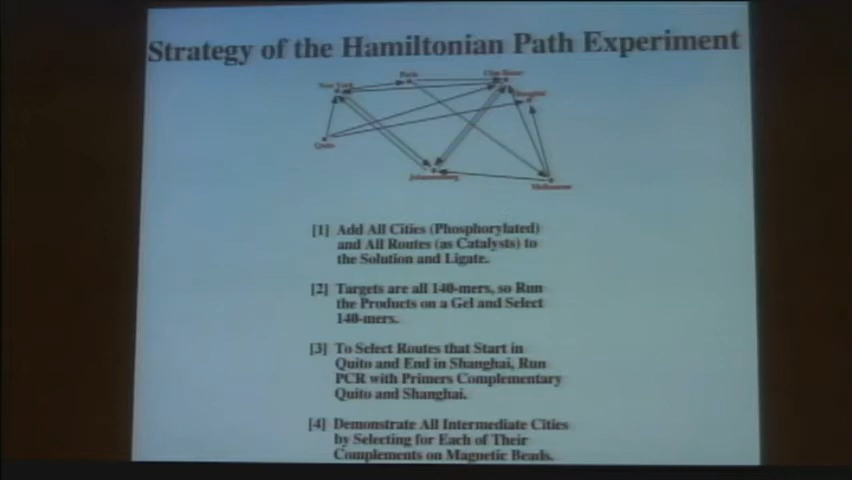 Strategy of the Hamiltonian Path Experiment
Paris
New York
Shanghai
Quito
Johannesburg
Melbourne
[1] Add All Cities (Phosphorylated)
and All Routes (as Catalysts) to
the Solution and Ligate.
[2] Targets are all 140-mers, so Run
the Products on a Gel and Select
140-mers.
[3] To Select Routes that Start in
Quito and End in Shanghai, Run
PCR with Primers Complementary
Quito and Shanghai.
[4] Demonstrate All Intermediate Cities
by Selecting for Each of Their
Complements on Magnetic Beads.